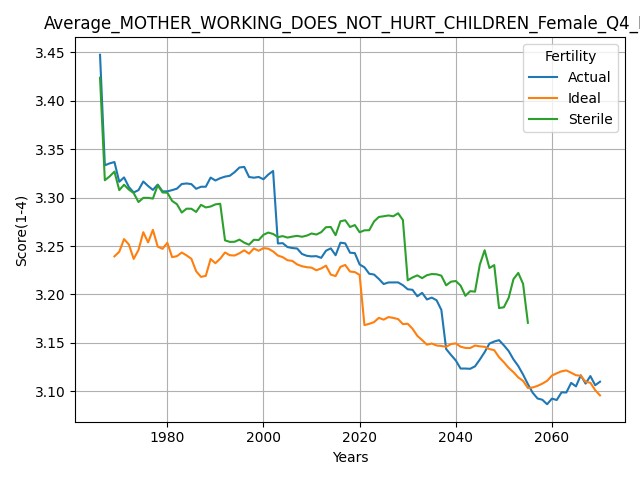 Average_MOTHER_WORKING_DOES_NOT_HURT_CHILDREN_Female_Q4_
Fertility
Actual
Ideal
Sterile
Score(1-4)
3.45
3.40
3.35
3.30
3.25
3.20
3.15
3.10
1980
2000
2020
2040
2060
Years